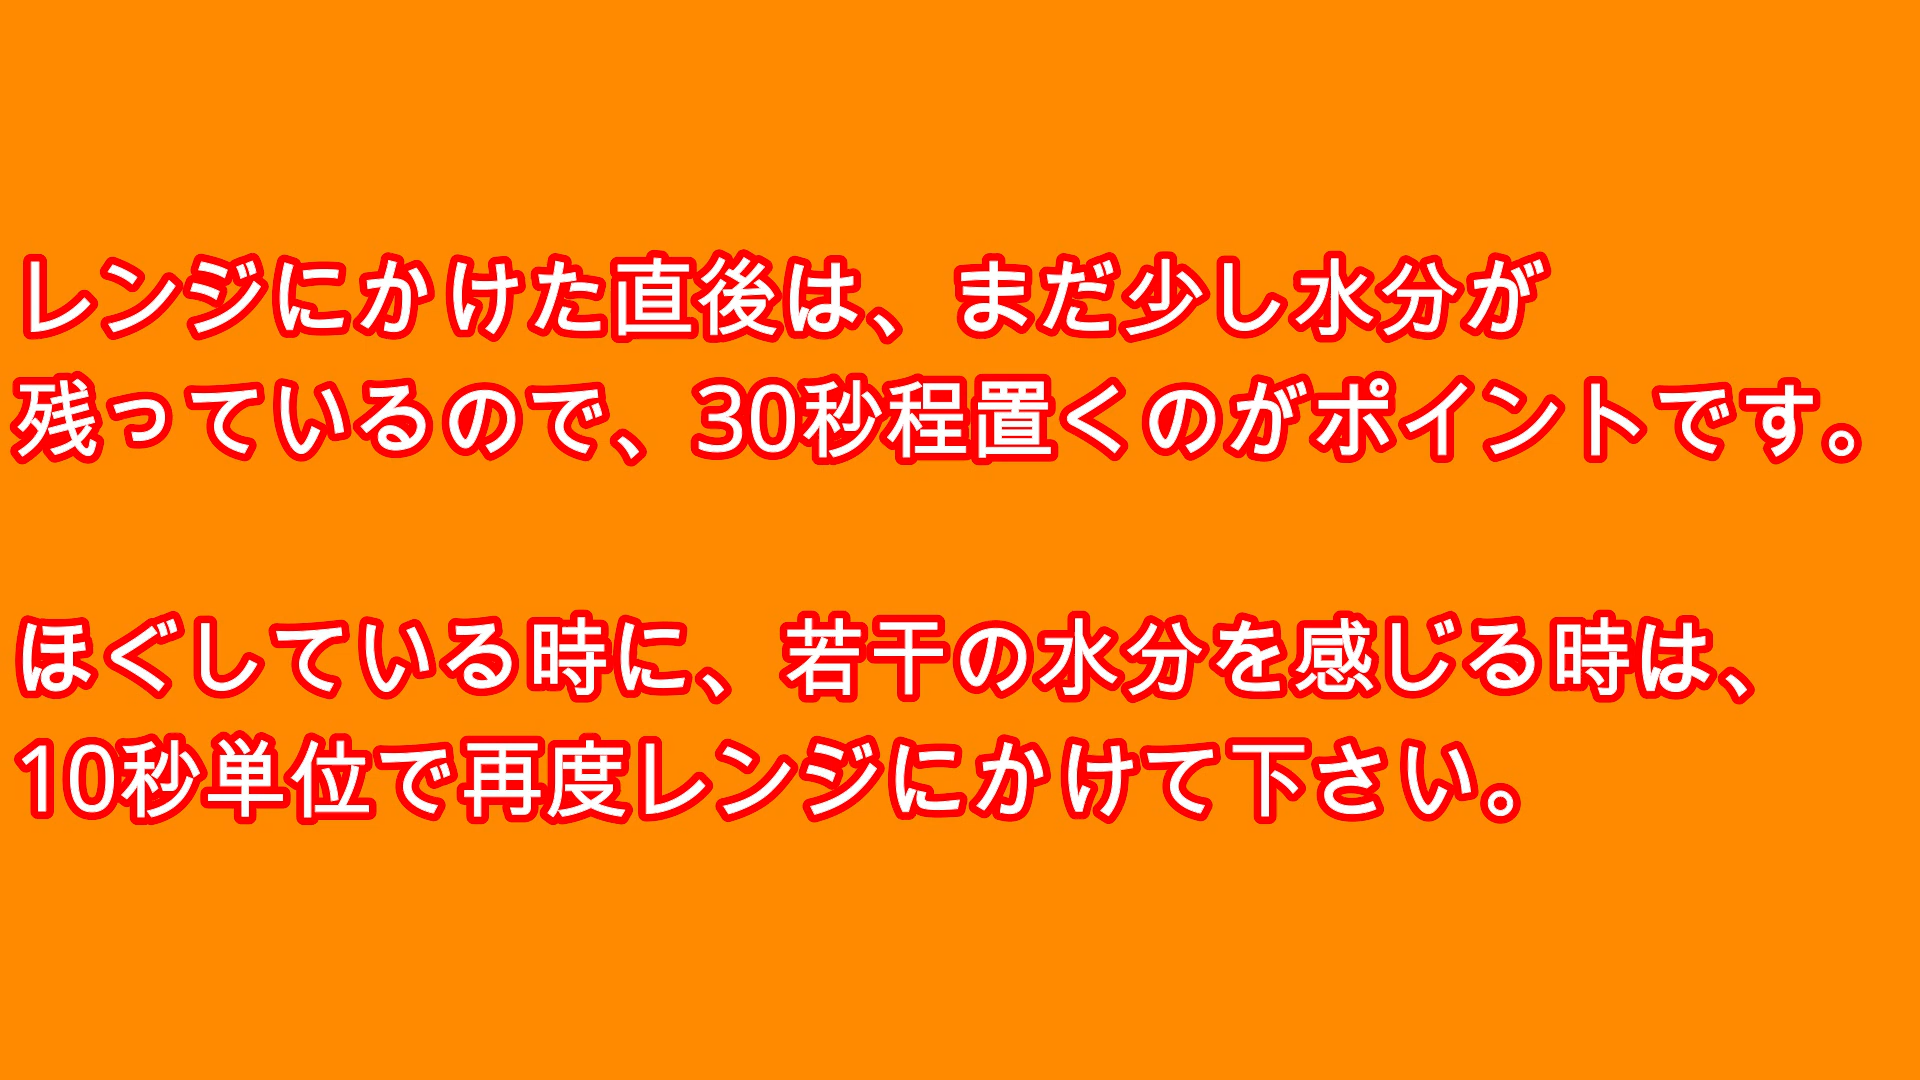 レンジにかけた直後は、まだ少し水分が
残っているので、30秒程置くのがポイントです。
ほぐしている時に、若干の水分を感じる時は、
10秒単位で再度レンジにかけて下さい。